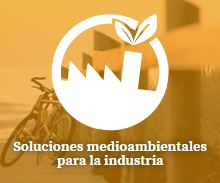 Soluciones medioambientales
para la industria